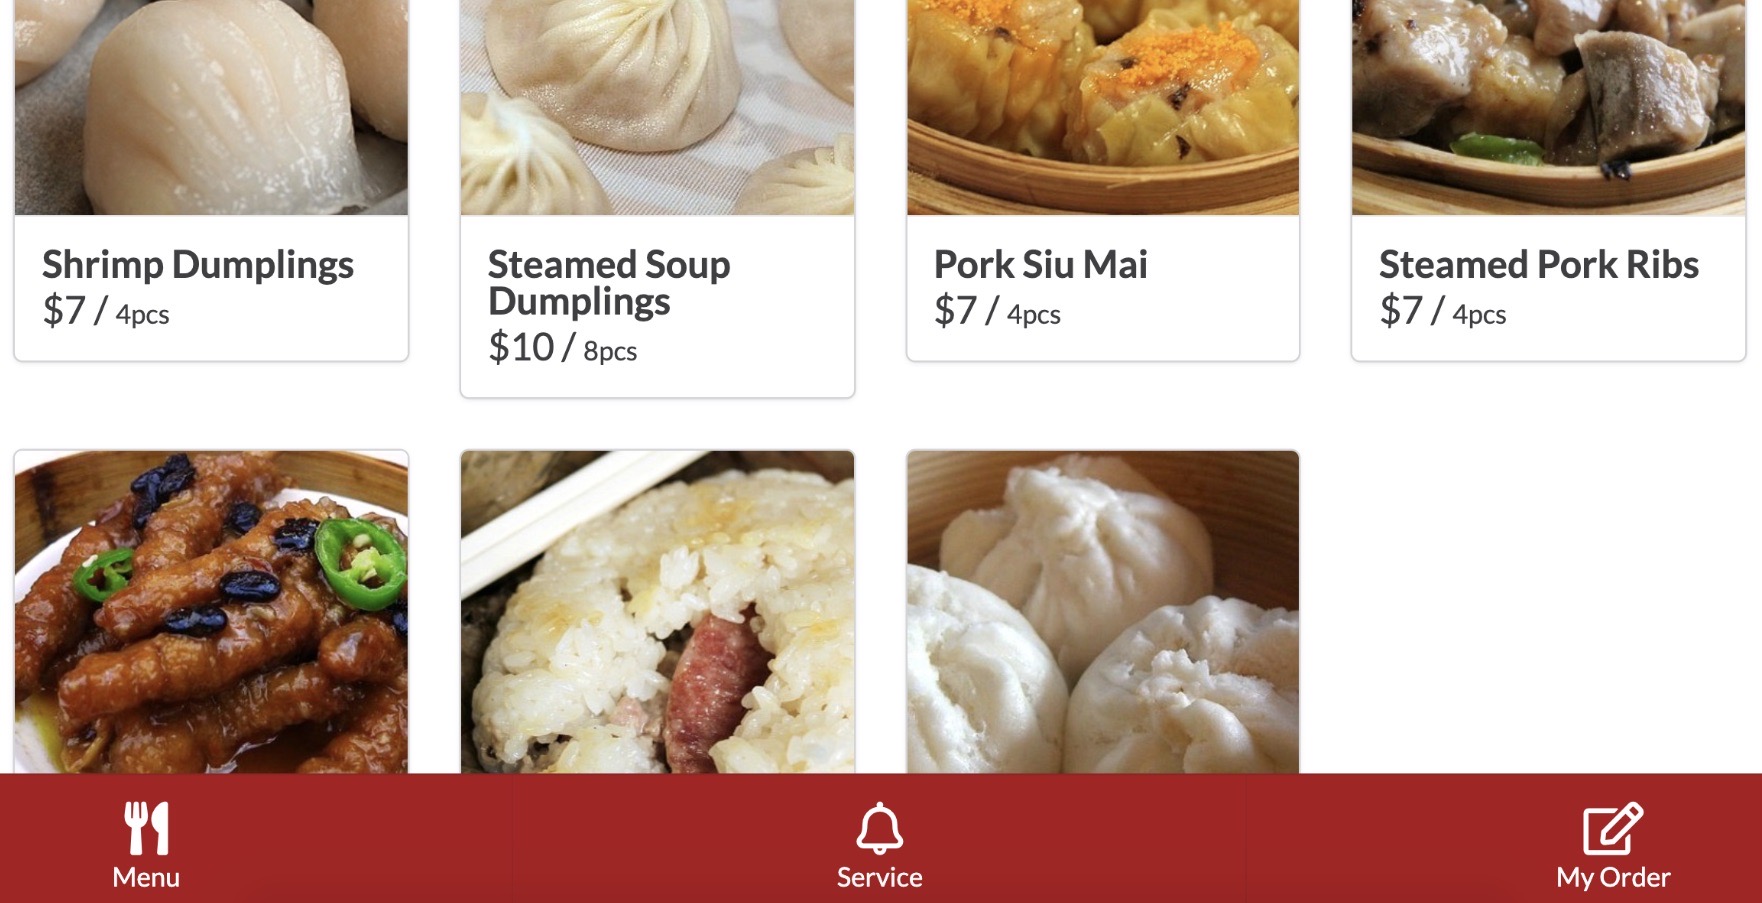 Shrimp Dumplings
$7 / 4pcs
Steamed Soup
Dumplings
$10 / 8pcs
Pork Siu Mai
$7 / 4pcs
Steamed Pork Ribs
$7 / 4pcs
Menu
Service
My Order